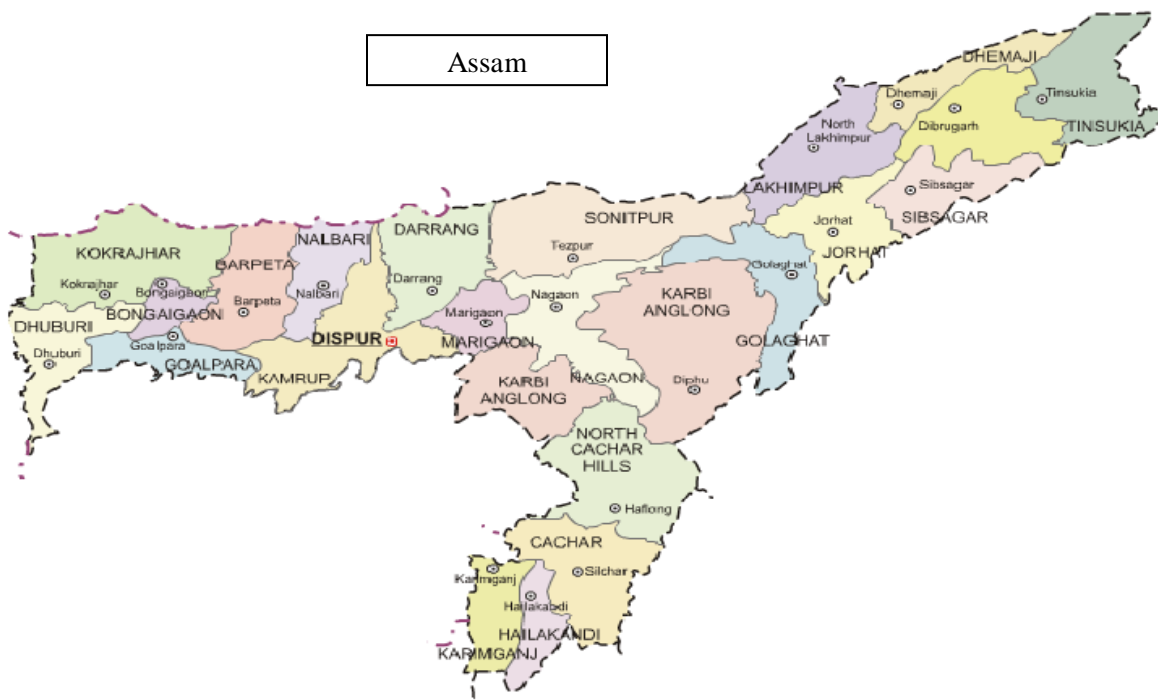 Assam
DHEMAJI
Dhemaji
Tinsukia
North
Lakhimpur
Dibrugarh
TINSUKIA
LAKHIMPUR
Sibsagar
SIBSAGAR
SONITPUR
Jorhat
JORHAT
DARRANG
NALBARI
KOKRAJHAR
BARPETA
Tezpur
Golaghat
Kokrajhar
Bongaigaon
Nalbari
Darrang
Barpeta
Nagaon
KARBI
ANGLONG
BONGAIGAON
DHUBURI
Marigaon
Goalpara
DISPUR
MARIGAON
GOLAGHAT
Dhuburi
GOALPARA
KAMRUP
NAGAON
KARBI
ANGLONG
Diphu
NORTH
CACHAR
HILLS
Haflong
CACHAR
Karimganj
Silchar
HAILAKANDI
KARIMGANJ